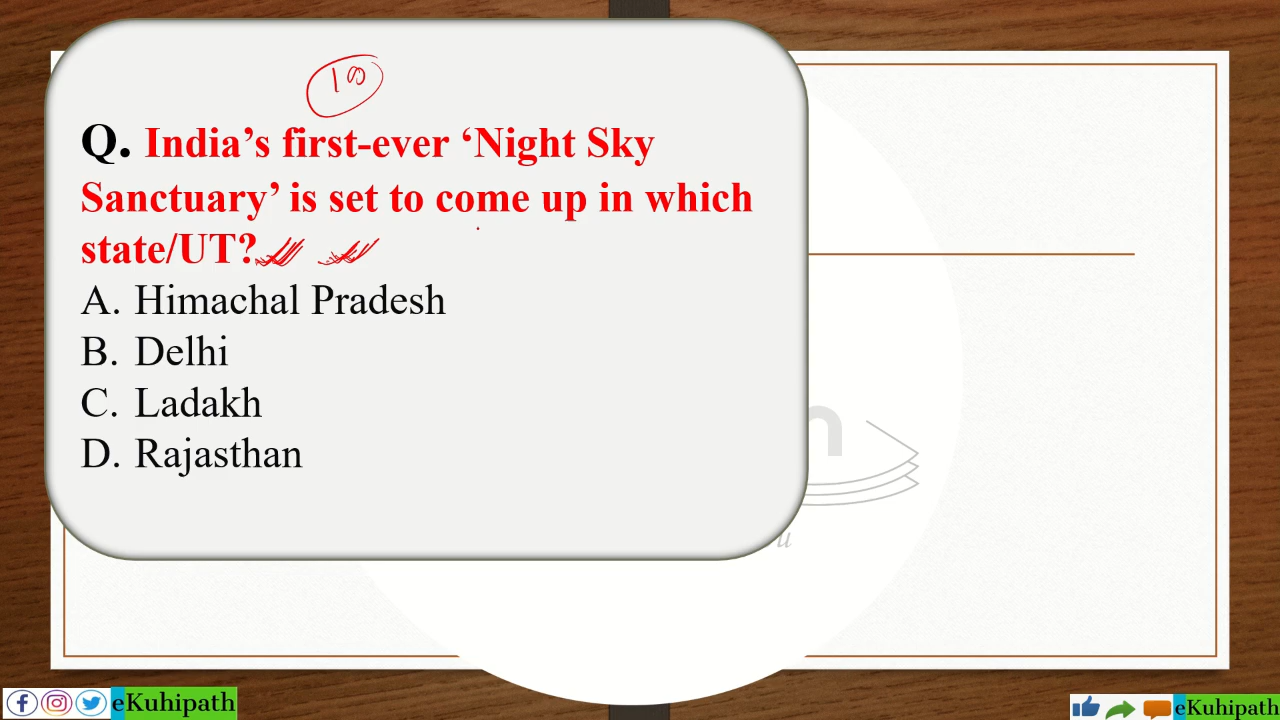 100
Q. India’s first-ever ‘Night Sky
Sanctuary’ is set to come up in which
state/UT?
A. Himachal Pradesh
B. Delhi
C. Ladakh
D. Rajasthan
eKuhipath
eKuhipath